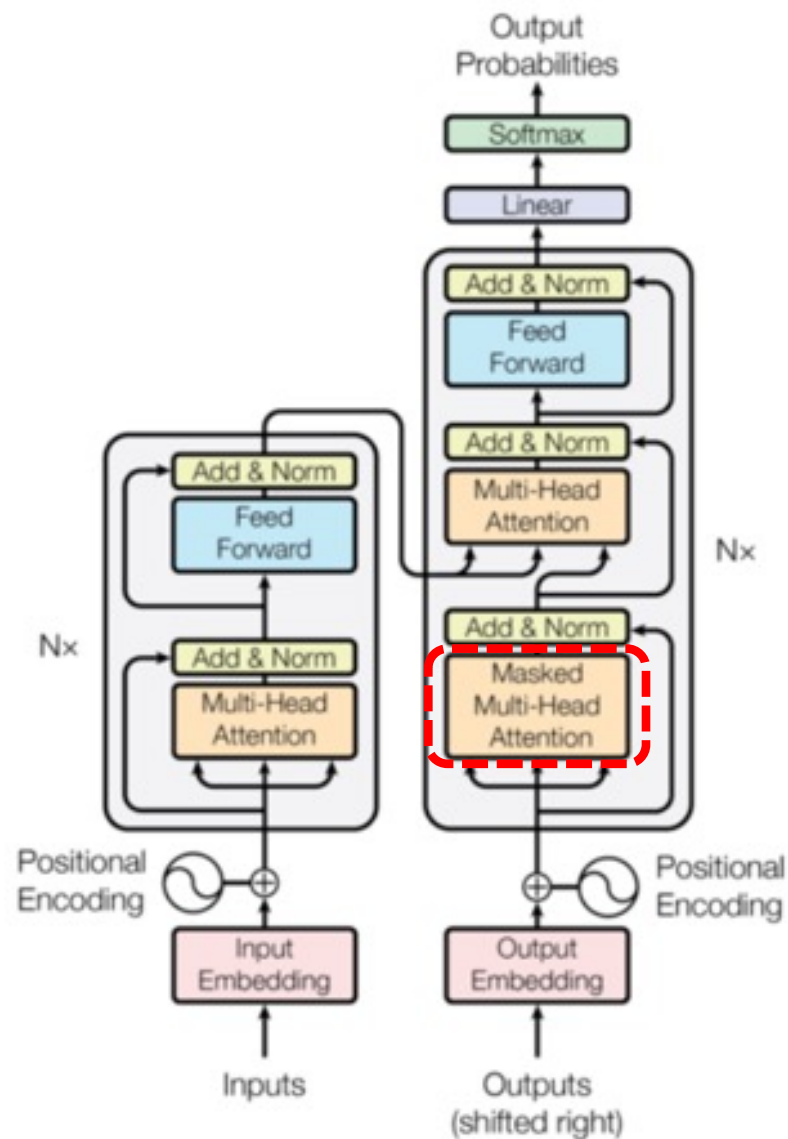 Output
Probabilities
Softmax
Linear
Add & Norm
Feed
Forward
Add & Norm
Multi-Head
Attention
Nx
Add & Norm
Masked
Multi-Head
Attention
Add & Norm
Feed
Forward
Nx
Add & Norm
Multi-Head
Attention
Positional
Encoding
Positional
Encoding
Input
Embedding
Output
Embedding
Inputs
Outputs
(shifted right)